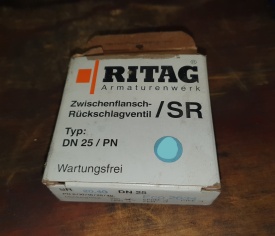 RITAG®
Armaturenwerk
Zwischenflansch-
Rückschlagventil /SR
Typ:
DN 25 / PN
Wartungsfrei
DN 25